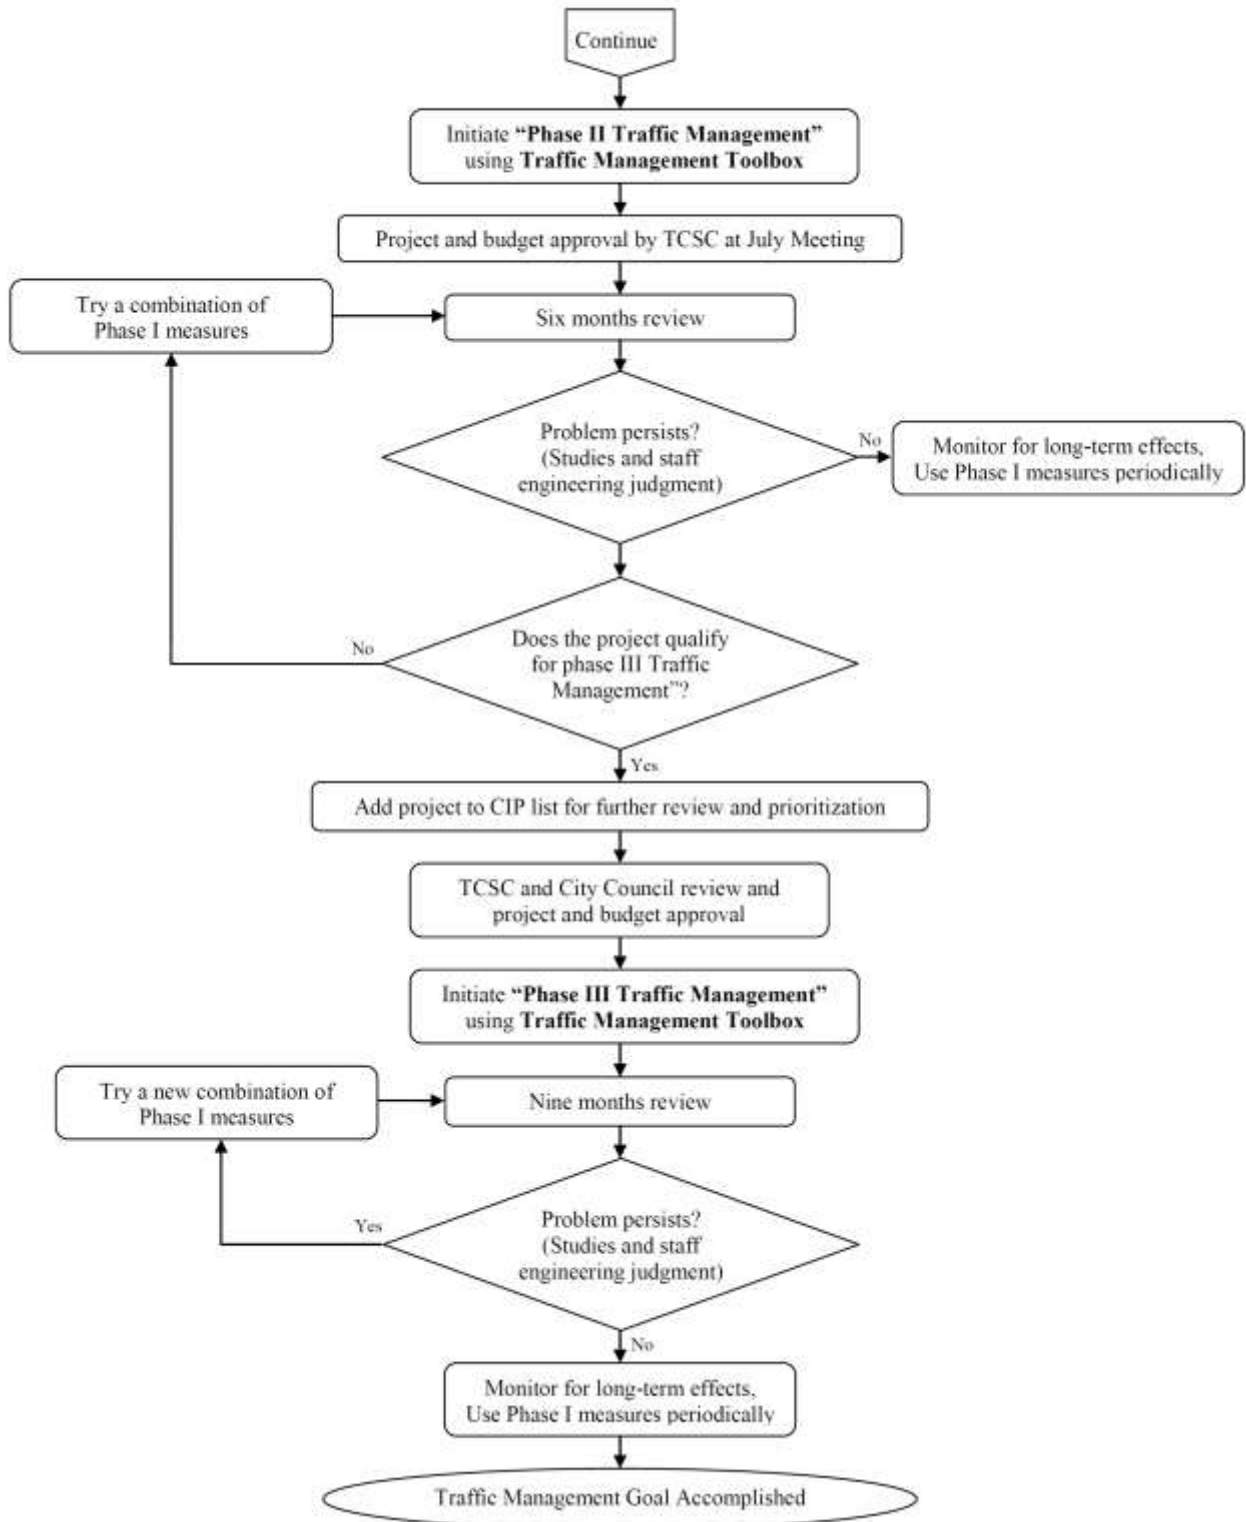 Continue
Initiate “Phase II Traffic Management”
using Traffic Management Toolbox
Project and budget approval by TCSC at July Meeting
Try a combination of
Phase I measures
Six months review
Problem persists?
(Studies and staff
engineering judgment)
No
Monitor for long-term effects,
Use Phase I measures periodically
No
Does the project qualify
for phase III Traffic
Management”?
Yes
Add project to CIP list for further review and prioritization
TCSC and City Council review and
project and budget approval
Initiate “Phase III Traffic Management”
using Traffic Management Toolbox
Try a new combination of
Phase I measures
Nine months review
Yes
Problem persists?
(Studies and staff
engineering judgment)
No
Monitor for long-term effects,
Use Phase I measures periodically
Traffic Management Goal Accomplished